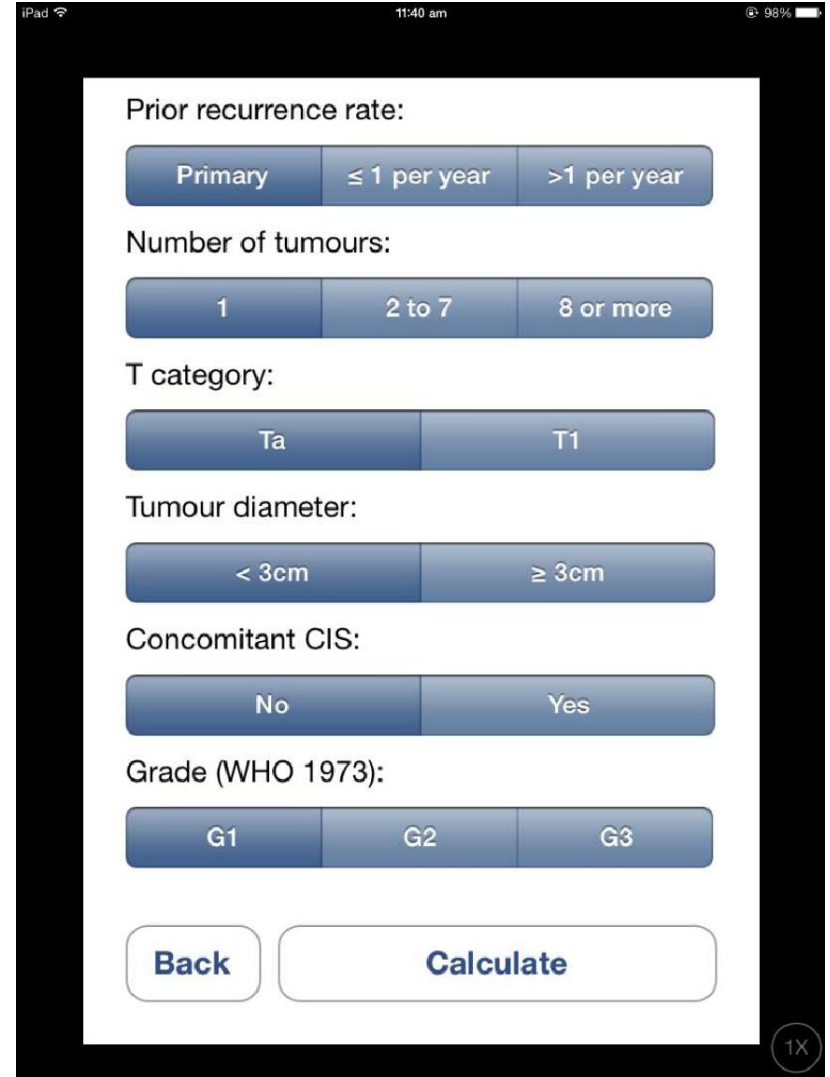 iPad 11:40 am 98%
Prior recurrence rate:
Primary ≤ 1 per year >1 per year
Number of tumours:
1 2 to 7 8 or more
T category:
Ta T1
Tumour diameter:
< 3cm ≥ 3cm
Concomitant CIS:
No Yes
Grade (WHO 1973):
G1 G2 G3
Back Calculate
1X